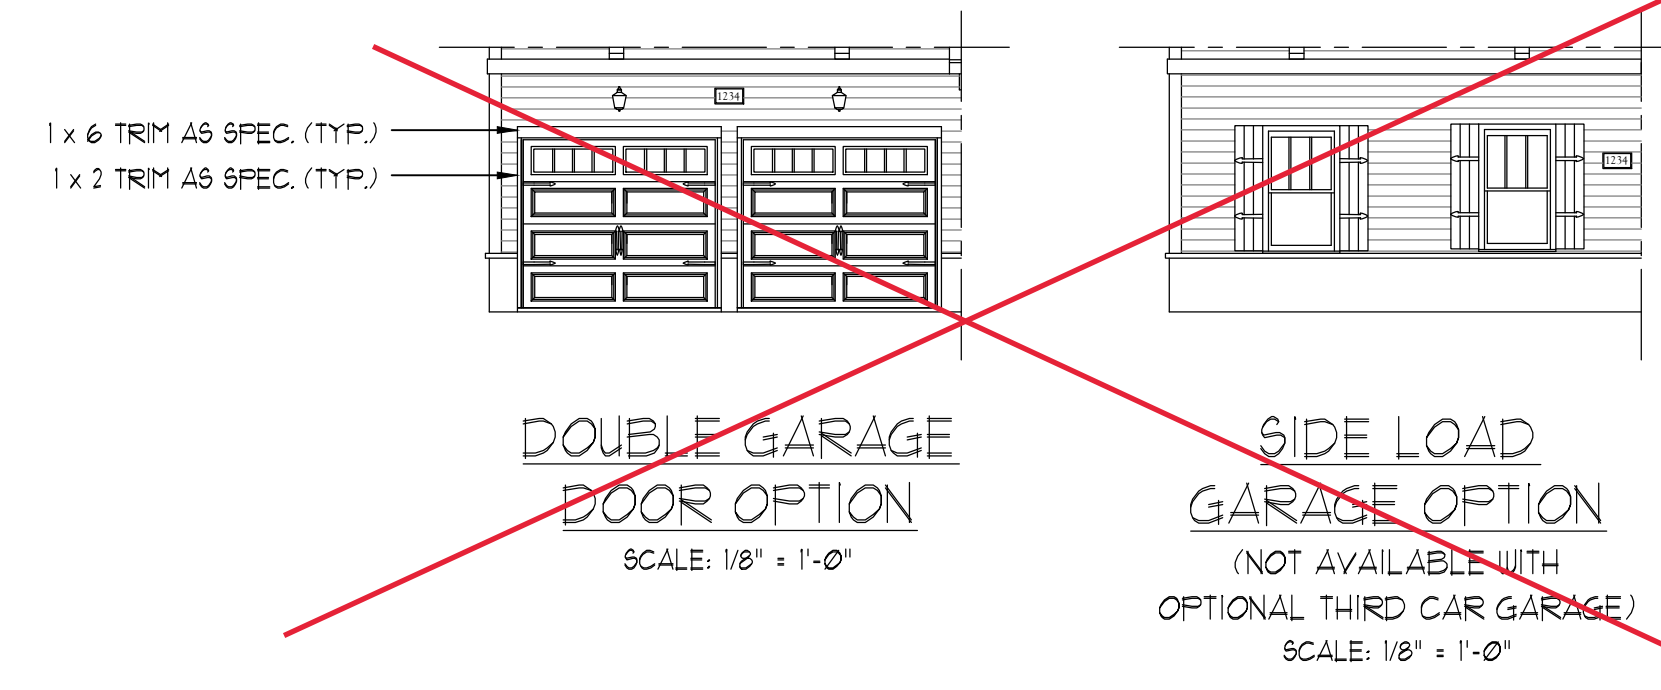 1234
1 x 6 TRIM AS SPEC. (TYP.)
1 x 2 TRIM AS SPEC. (TYP.)
1234
DOUBLE GARAGE
DOOR OPTION
SCALE: 1/8" = 1'-0"
SIDE LOAD
GARAGE OPTION
(NOT AVAILABLE WITH
OPTIONAL THIRD CAR GARAGE)
SCALE: 1/8" = 1'-0"